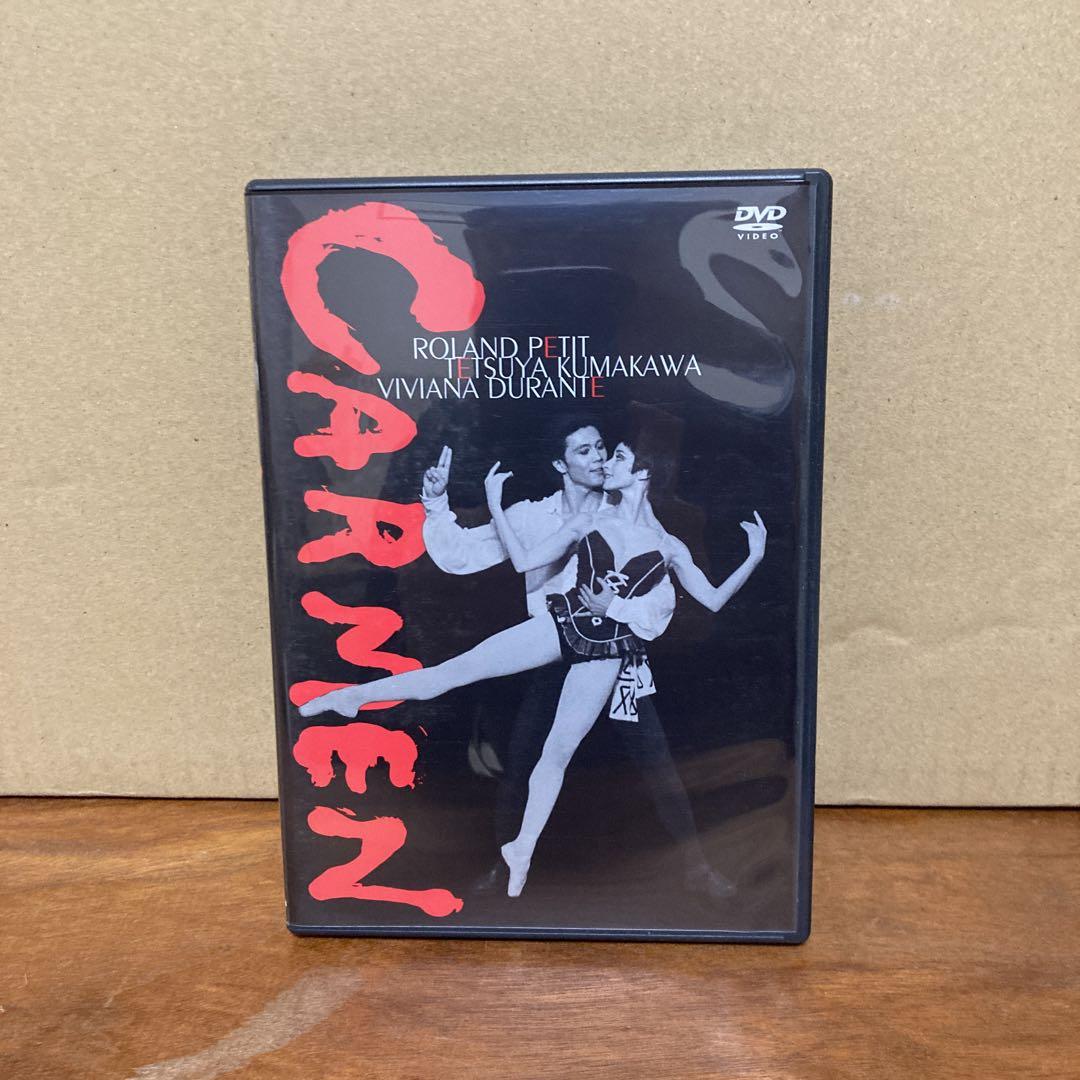 CARMEN
DVD
VIDEO
ROLAND PETIT
TETSUYA KUMAKAWA
VIVIANA DURANTE